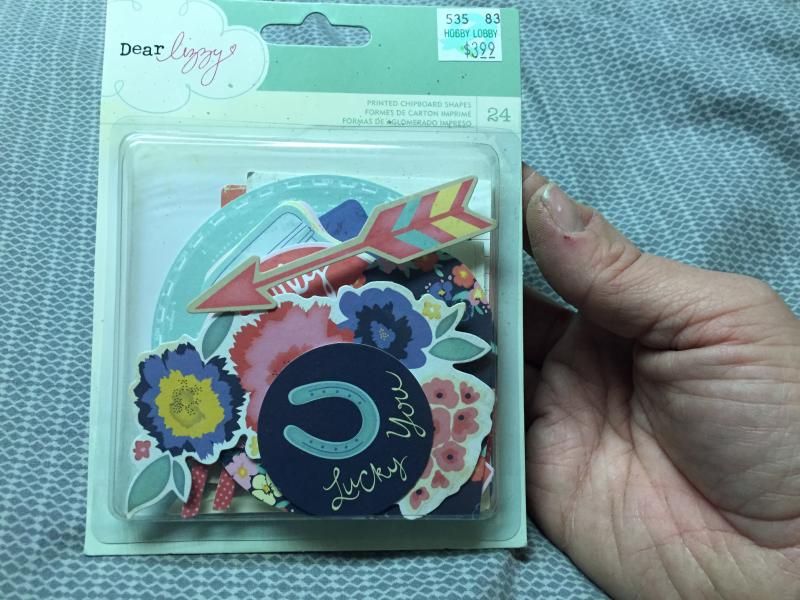 Dear Lizzy
535 83
HOBBY LOBBY
$3.99
PRINTED CHIPBOARD SHAPES
FORMES DE CARTON IMPRIMÉ
FORMAS DE AGLOMERADO IMPRESO
24
Lucky You